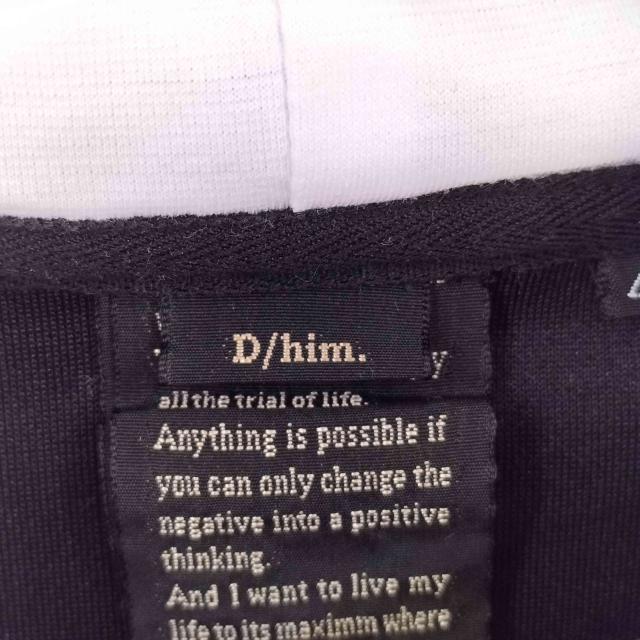 D/him.
y
all the trial of life.
Anything is possible if
you can only change the
nagative into a positive
thinking.
And I want to live my
life to its maximm where